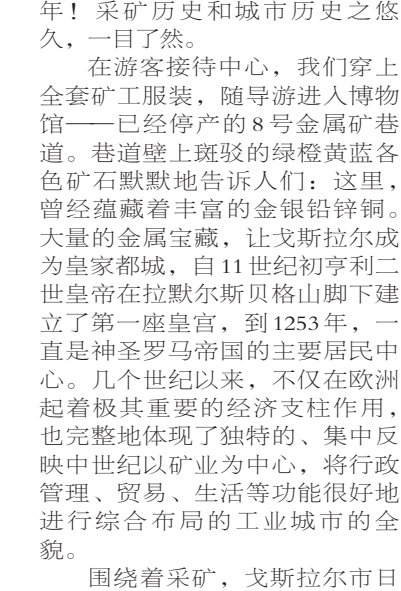 年！采矿历史和城市历史之悠
久，一目了然。
在游客接待中心，我们穿上
全套矿工服装，随导游进入博物
馆——已经停产的8号金属矿巷
道。巷道壁上斑驳的绿橙黄蓝各
色矿石默默地告诉人们：这里，
曾经蕴藏着丰富的金银铅锌铜。
大量的金属宝藏，让戈斯拉尔成
为皇家都城，自11世纪初亨利二
世皇帝在拉默尔斯贝格山脚下建
立了第一座皇宫，到1253年，一
直是神圣罗马帝国的主要居民中
心。几个世纪以来，不仅在欧洲
起着极其重要的经济支柱作用，
也完整地体现了独特的、集中反
映中世纪以矿业为中心，将行政
管理、贸易、生活等功能很好地
进行综合布局的工业城市的全
貌。
围绕着采矿，戈斯拉尔市日